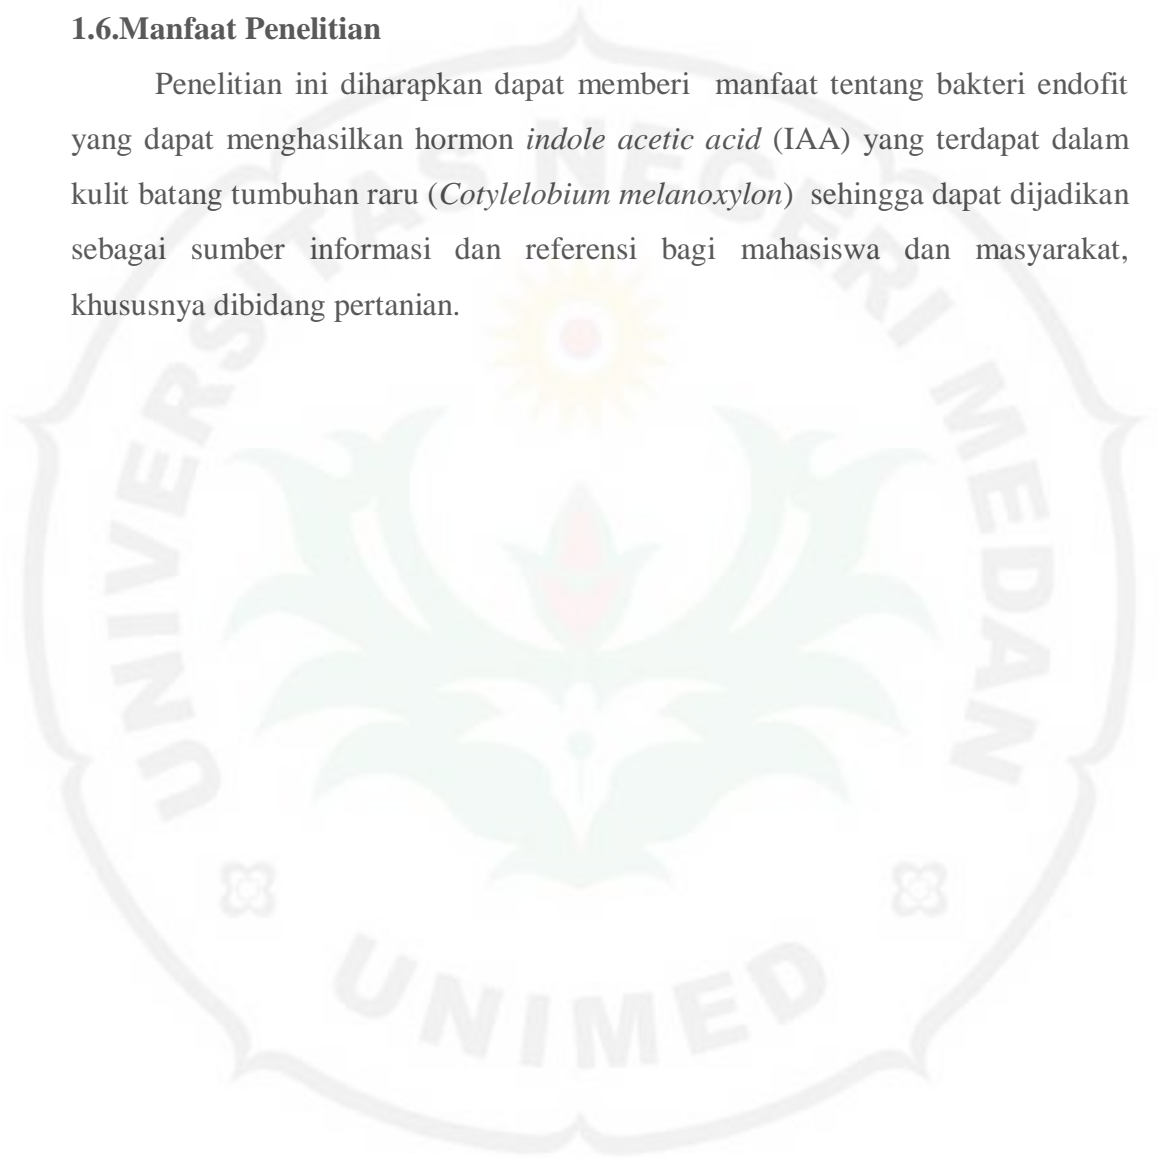 1.6.Manfaat Penelitian
Penelitian ini diharapkan dapat memberi manfaat tentang bakteri endofit
yang dapat menghasilkan hormon indole acetic acid (IAA) yang terdapat dalam
kulit batang tumbuhan raru (Cotylelobium melanoxylon) sehingga dapat dijadikan
sebagai sumber informasi dan referensi bagi mahasiswa dan masyarakat,
khususnya dibidang pertanian.
UNIVERSITAS NEGERI MEDAN
UNIMED